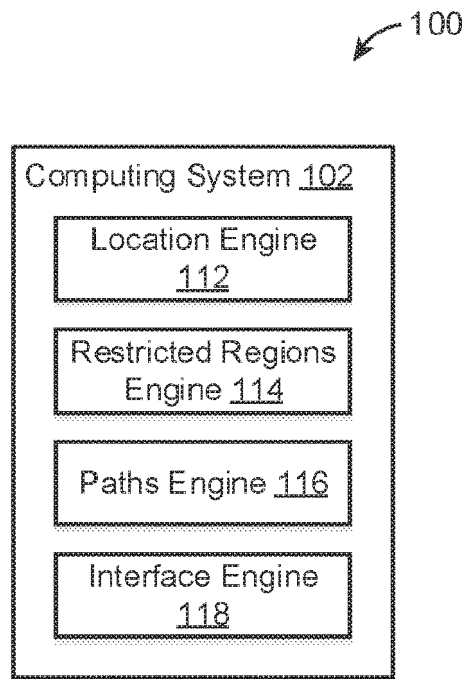 100
Computing System 102
Location Engine
112
Restricted Regions
Engine 114
Paths Engine 116
Interface Engine
118